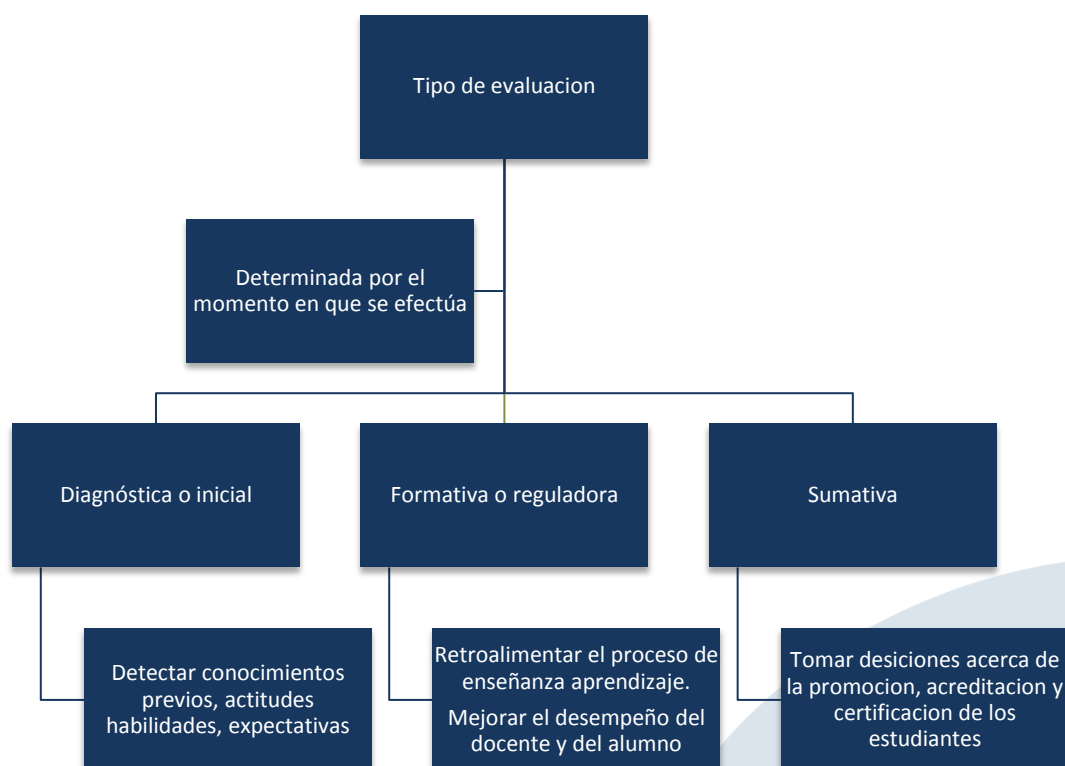 Tipo de evaluacion
Determinada por el
momento en que se efectúa
Diagnóstica o inicial
Formativa o reguladora
Sumativa
Detectar conocimientos
previos, actitudes
habilidades, expectativas
Retroalimentar el proceso de
enseñanza aprendizaje.
Mejorar el desempeño del
docente y del alumno
Tomar desiciones acerca de
la promocion, acreditacion y
certificacion de los
estudiantes